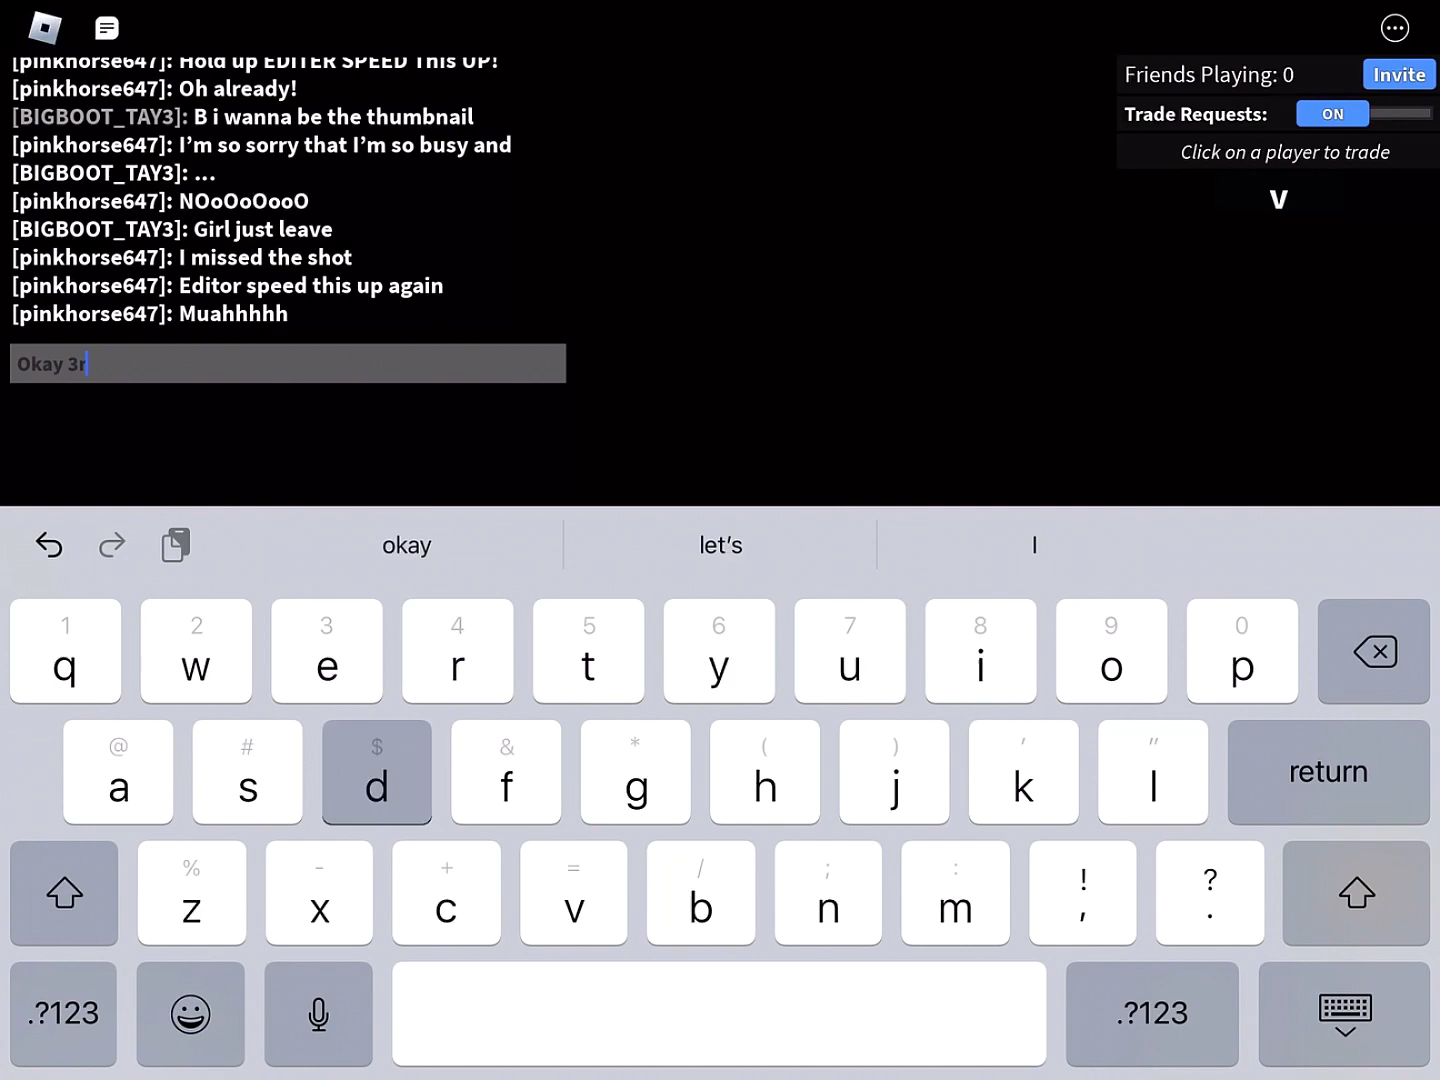 [pinkhorse647]: Hold up EDITER SPEED This UP!
[pinkhorse647]: Oh already!
[BIGBOOT_TAY3]: B i wanna be the thumbnail
[pinkhorse647]: I’m so sorry that I’m so busy and
[BIGBOOT_TAY3]: ...
[pinkhorse647]: NOoOoOooO
[BIGBOOT_TAY3]: Girl just leave
[pinkhorse647]: I missed the shot
[pinkhorse647]: Editor speed this up again
[pinkhorse647]: Muahhhhh
Okay 3r
Friends Playing: 0 Invite
Trade Requests: ON
Click on a player to trade
v
okay let’s I
1 2 3 4 5 6 7 8 9 0
q w e r t y u i o p
@ # $ & * ( ) ' "
a s d f g h j k l return
% - + = / ; : ! ?
z x c v b n m , .
.?123 .?123